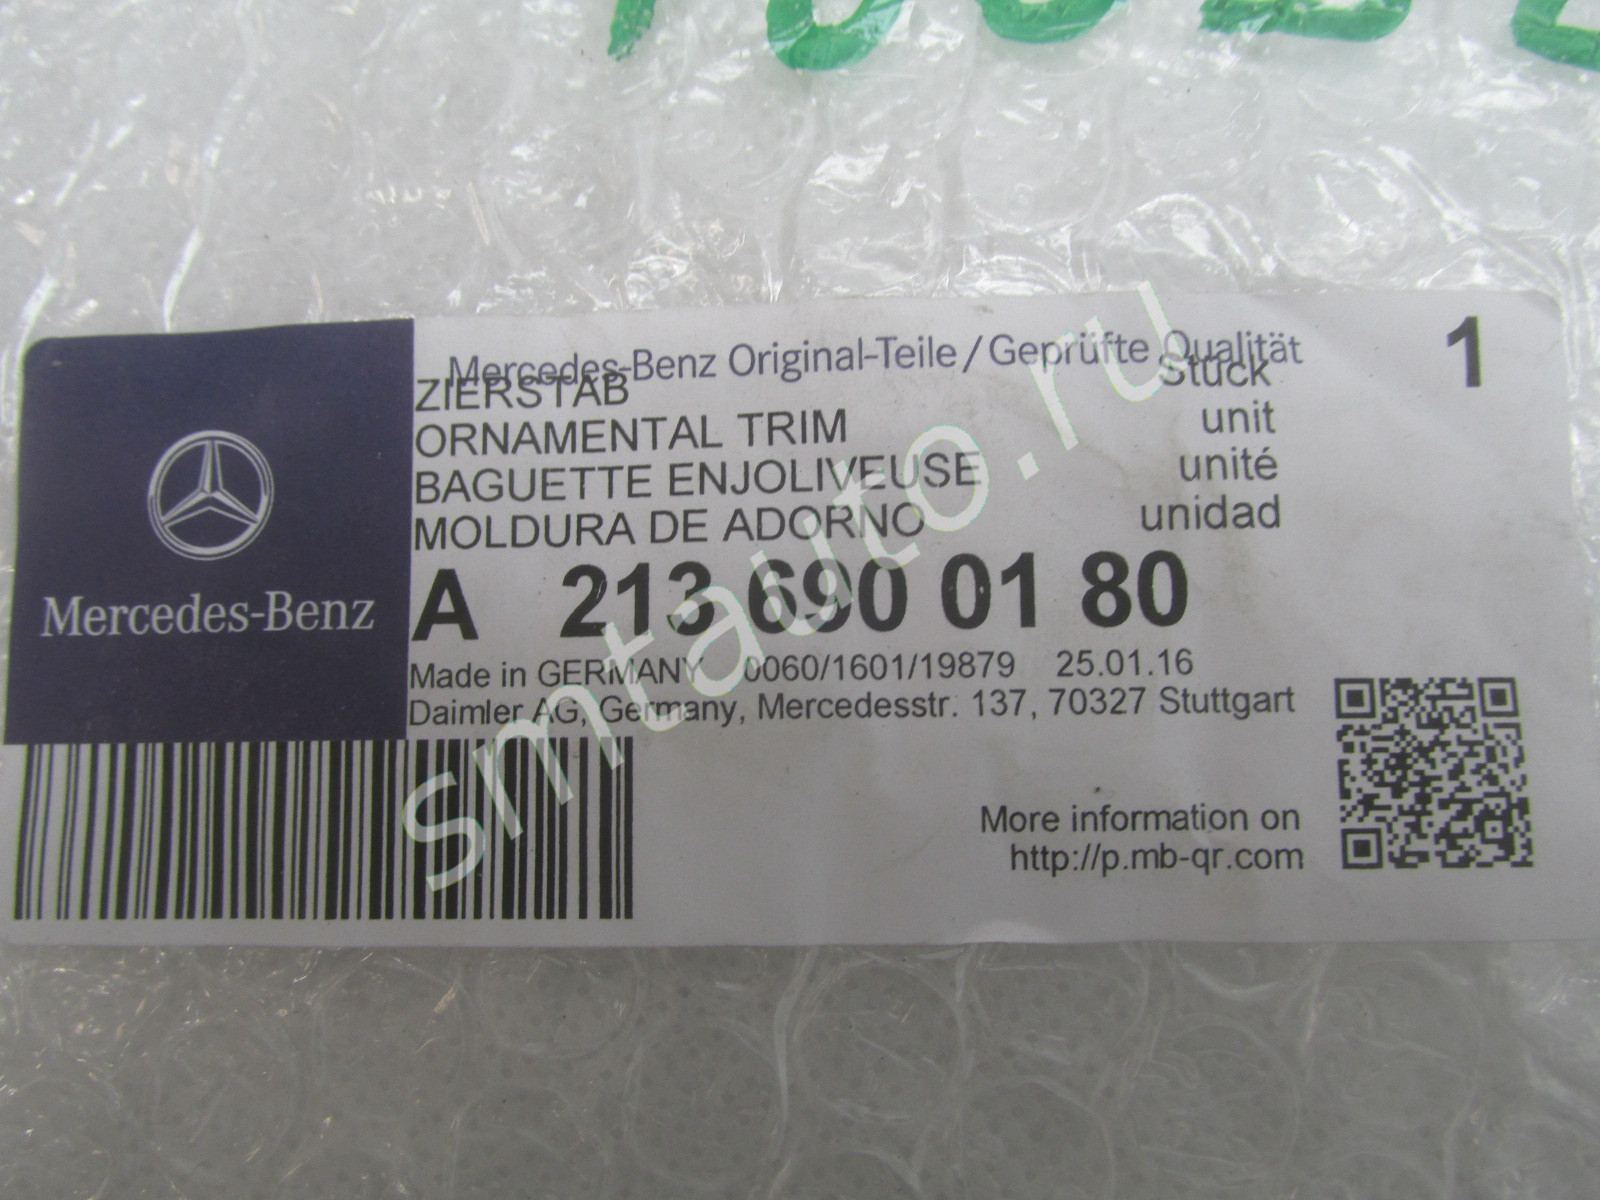 Mercedes-Benz Original-Teile/Geprüfte Qualität
1
ZIERSTAB Stück
ORNAMENTAL TRIM unit
BAGUETTE ENJOLIVEUSE unité
MOLDURA DE ADORNO unidad
Mercedes-Benz
A 213 690 01 80
Made in GERMANY 0060/1601/19879 25.01.16
Daimler AG, Germany, Mercedesstr. 137, 70327 Stuttgart
More information on
http://p.mb-qr.com
smtauto.ru